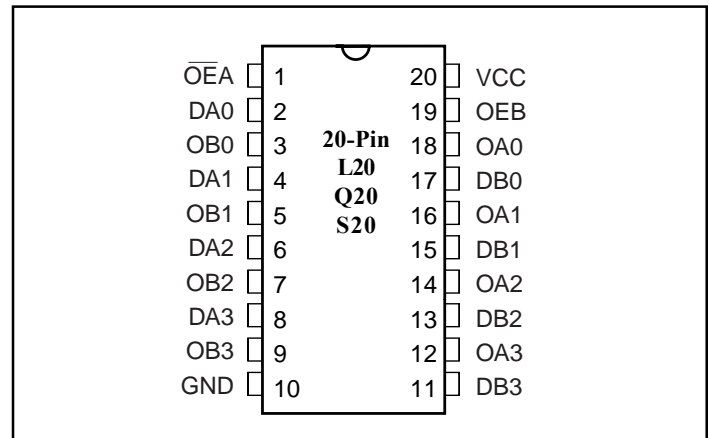 O̅E̅A 1 20 VCC
DA0 2 19 OEB
OB0 3 20-Pin 18 OA0
DA1 4 L20 17 DB0
OB1 5 Q20 16 OA1
DA2 6 S20 15 DB1
OB2 7 14 OA2
DA3 8 13 DB2
OB3 9 12 OA3
GND 10 11 DB3